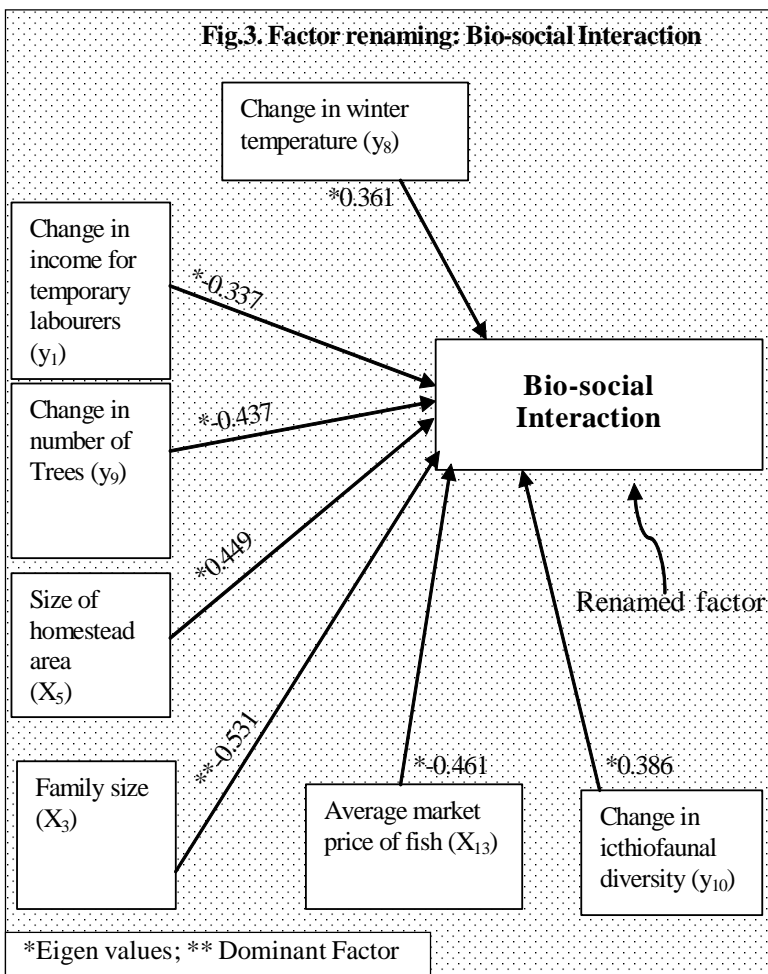 Fig.3. Factor renaming: Bio-social Interaction
Change in winter
temperature (y₈)
*0.361
Change in
income for
temporary
labourers
(y₁)
*-0.337
Bio-social
Interaction
Change in
number of
Trees (y₉)
*-0.437
Size of
homestead
area
(X₅)
*0.449
Renamed factor
Family size
(X₃)
**-0.531
*-0.461
Average market
price of fish (X₁₃)
*0.386
Change in
icthiofaunal
diversity (y₁₀)
*Eigen values; ** Dominant Factor